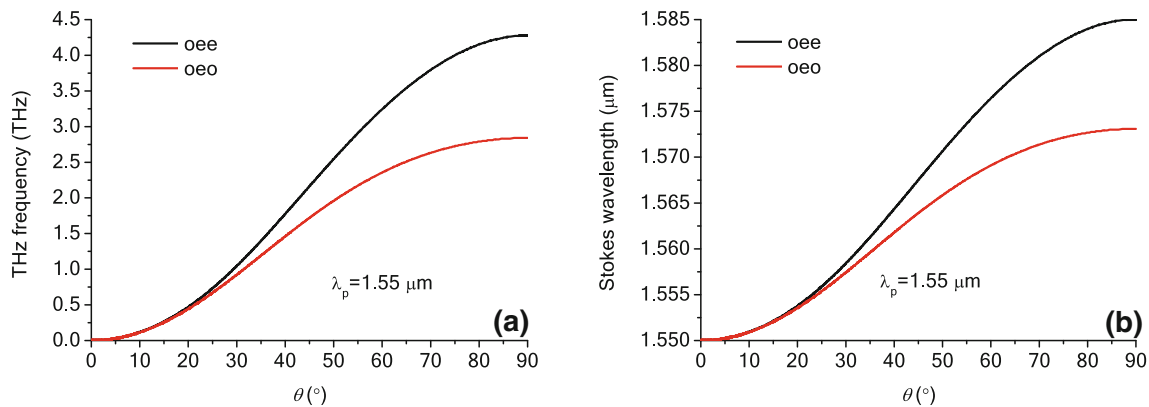 4.5
4.0
3.5
3.0
2.5
2.0
1.5
1.0
0.5
0.0
THz frequency (THz)
oee
oeo
λp=1.55 μm
(a)
0 10 20 30 40 50 60 70 80 90
θ (°)
1.585
1.580
1.575
1.570
1.565
1.560
1.555
1.550
Stokes wavelength (μm)
oee
oeo
λp=1.55 μm
(b)
0 10 20 30 40 50 60 70 80 90
θ (°)